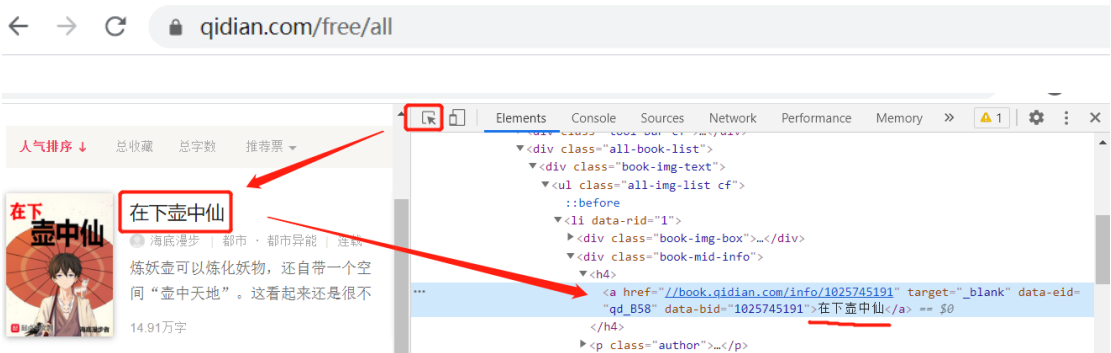 qidian.com/free/all
Elements Console Sources Network Performance Memory » 1
<div class="all-book-list">
<div class="book-img-text">
<ul class="all-img-list cf">
::before
<li data-rid="1">
<div class="book-img-box">…</div>
<div class="book-mid-info">
<h4>
<a href="//book.qidian.com/info/1025745191" target="_blank" data-eid=
"qd_B58" data-bid="1025745191">在下壶中仙</a> == $0
</h4>
<p class="author">…</p>
人气排序 ↓ 总收藏 总字数 推荐票
在下
壶中仙
在下壶中仙
海底漫步 | 都市 · 都市异能 | 连载
炼妖壶可以炼化妖物，还自带一个空
间“壶中天地”。这看起来还是很不
14.91万字